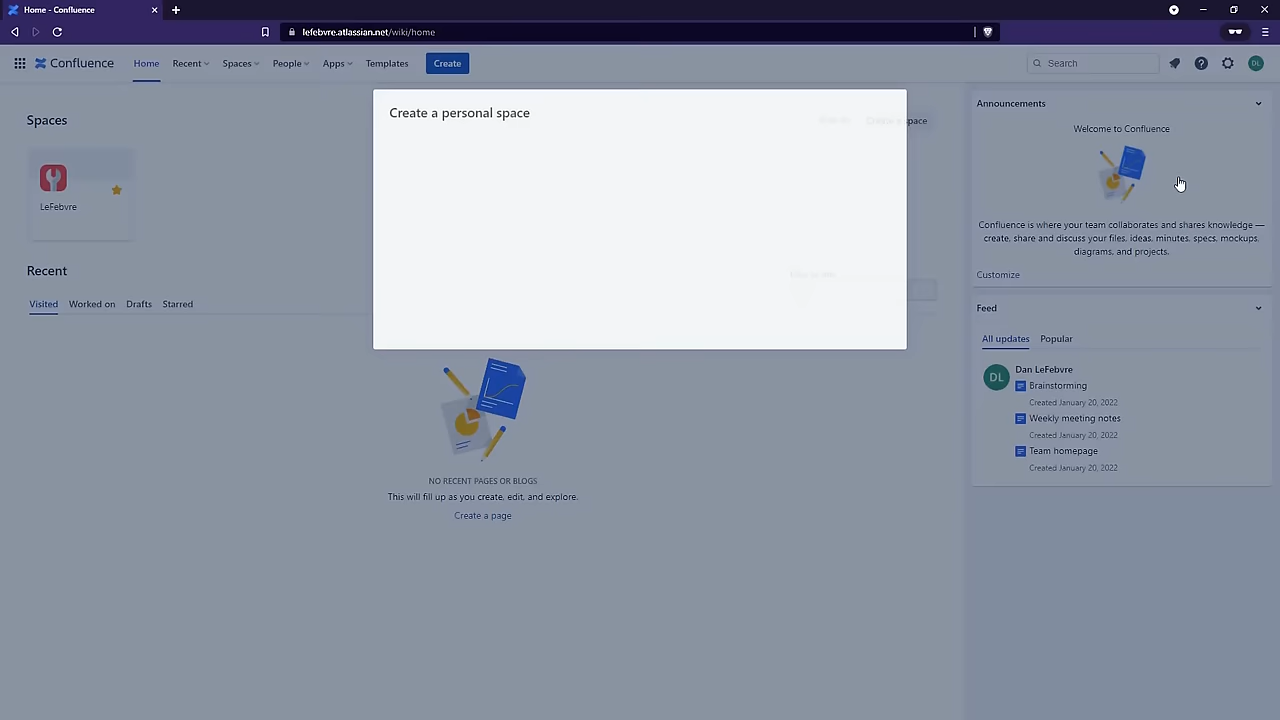 Home - Confluence
lefebvre.atlassian.net/wiki/home
Confluence
Home
Recent
Spaces
People
Apps
Templates
Create
Search
DL
Create a personal space
Spaces
Create a space
LeFebvre
Recent
Visited
Worked on
Drafts
Starred
NO RECENT PAGES OR BLOGS
This will fill up as you create, edit, and explore.
Create a page
Announcements
Welcome to Confluence
Confluence is where your team collaborates and shares knowledge —
create, share and discuss your files, ideas, minutes, specs, mockups,
diagrams, and projects.
Customize
Feed
All updates
Popular
DL
Dan LeFebvre
Brainstorming
Created January 20, 2022
Weekly meeting notes
Created January 20, 2022
Team homepage
Created January 20, 2022